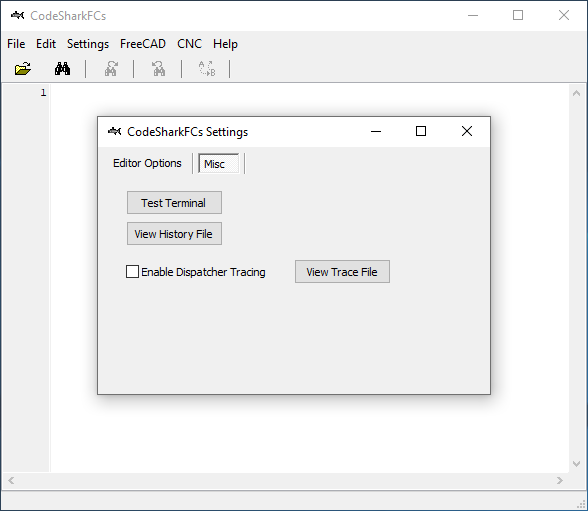 CodeSharkFCs
File Edit Settings FreeCAD CNC Help
A B
1
CodeSharkFCs Settings
Editor Options Misc
Test Terminal
View History File
Enable Dispatcher Tracing View Trace File